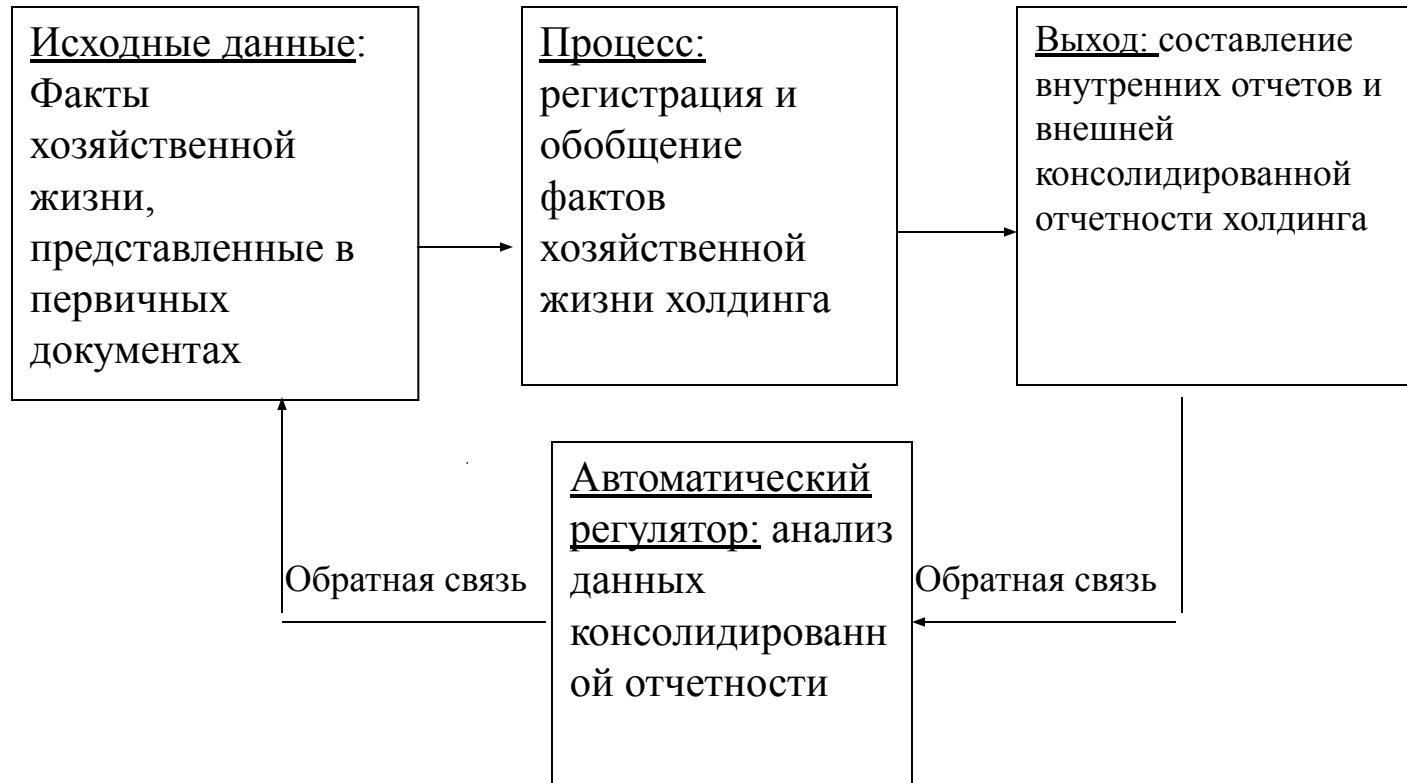 Исходные данные:
Факты
хозяйственной
жизни,
представленные в
первичных
документах
Процесс:
регистрация и
обобщение
фактов
хозяйственной
жизни холдинга
Выход: составление
внутренних отчетов и
внешней
консолидированной
отчетности холдинга
Автоматический
регулятор: анализ
данных
консолидированн
ой отчетности
Обратная связь
Обратная связь